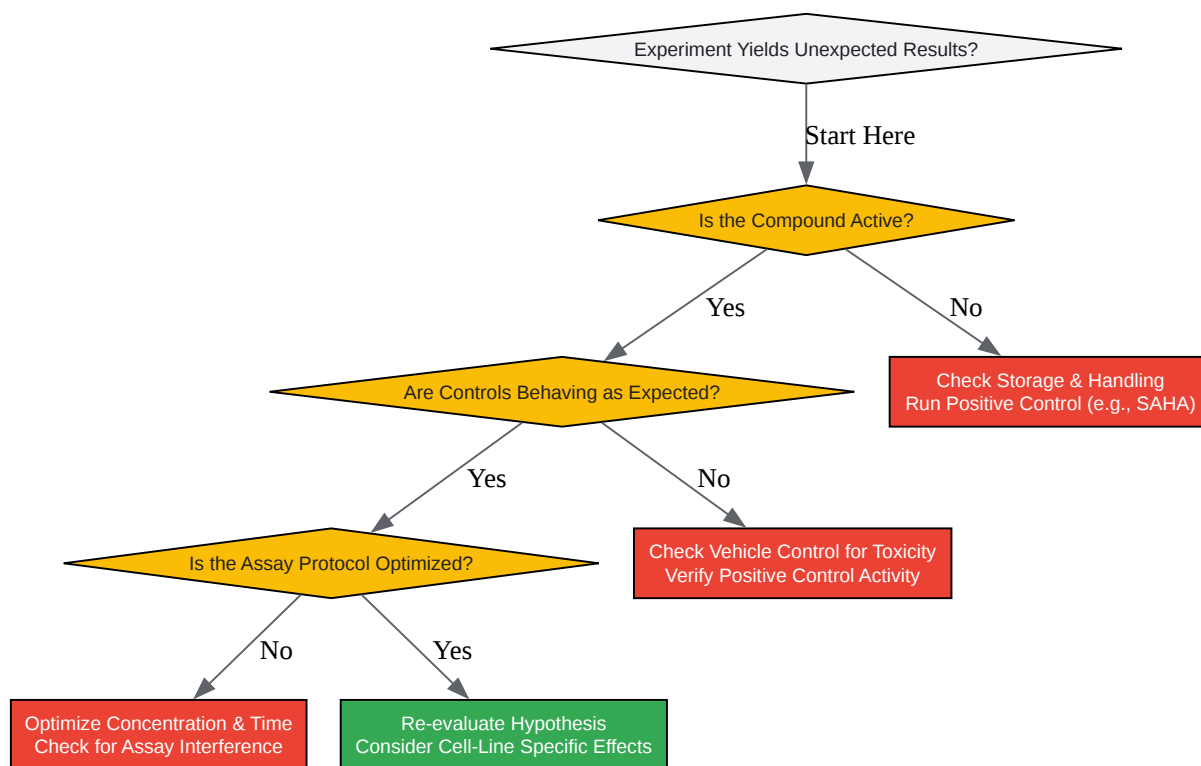 Experiment Yields Unexpected Results?
Start Here
Is the Compound Active?
Yes
No
Are Controls Behaving as Expected?
Check Storage & Handling
Run Positive Control (e.g., SAHA)
Yes
No
Is the Assay Protocol Optimized?
Check Vehicle Control for Toxicity
Verify Positive Control Activity
No
Yes
Optimize Concentration & Time
Check for Assay Interference
Re-evaluate Hypothesis
Consider Cell-Line Specific Effects